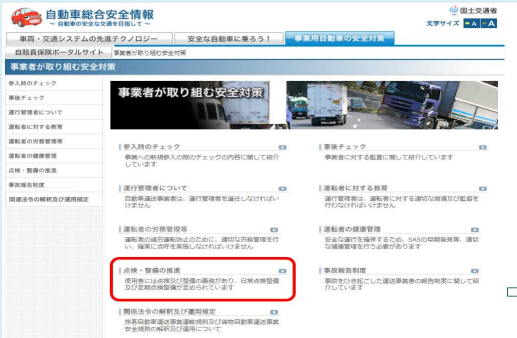 自動車総合安全情報
～ 自動車の安全な交通を目指して ～
国土交通省
文字サイズ
車両・交通システムの先進テクノロジー
安全な自動車に乗ろう！
事業用自動車の安全対策
自賠責保険ポータルサイト
事業者が取り組む安全対策
事業者が取り組む安全対策
参入時のチェック
事後チェック
運行管理者について
運転者に対する教育
運転者の労務管理等
運転者の健康管理
点検・整備の推進
事故報告制度
関連法令の解釈及び運用規定
事業者が取り組む安全対策
参入時のチェック
事業への新規参入の際のチェックの内容に関して紹介
しています
事後チェック
事業者に対する監査に関して紹介しています
運行管理者について
自動車運送事業者は、運行管理者を選任しなければい
けません
運転者に対する教育
運行管理者は、運転者に対する適切な指導及び監督を
行わなければいけません
運転者の労務管理等
運転者の過労運転防止のために、適切な労務管理を行
い、確実に点呼を実施しなければいけません
運転者の健康管理
安全な運行を確保するため、SASの早期発見等、適切
な健康管理を行う必要があります
点検・整備の推進
使用者には点検及び整備の義務があり、日常点検整備
及び定期点検整備が定められています
事故報告制度
事故をひき起こした運送事業者の報告制度に関して紹
介しています
関係法令の解釈及び運用規定
旅客自動車運送事業運輸規則及び貨物自動車運送事業
安全規則の解釈及び運用について